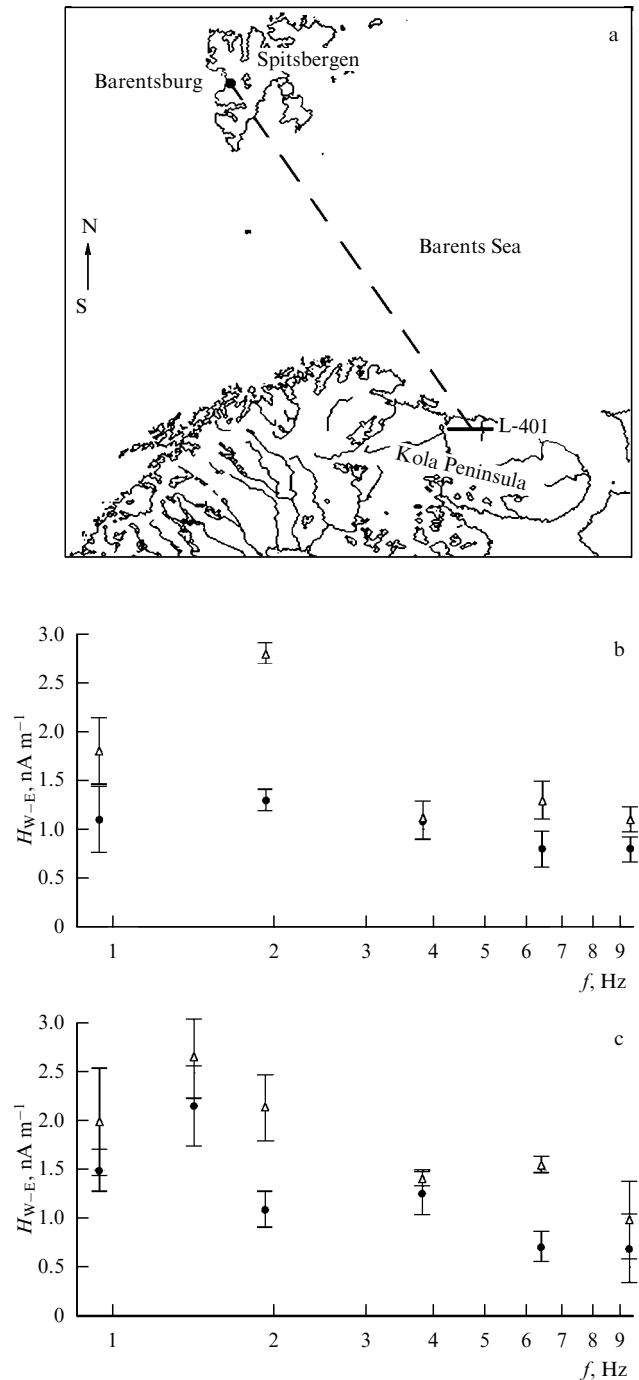 a
Spitsbergen
Barentsburg
N
S
Barents Sea
L-401
Kola Peninsula
b
3.0
2.5
2.0
1.5
1.0
0.5
0
H_W–E, nA m⁻¹
1 2 3 4 5 6 7 8 9
f, Hz
c
3.0
2.5
2.0
1.5
1.0
0.5
0
H_W–E, nA m⁻¹
1 2 3 4 5 6 7 8 9
f, Hz